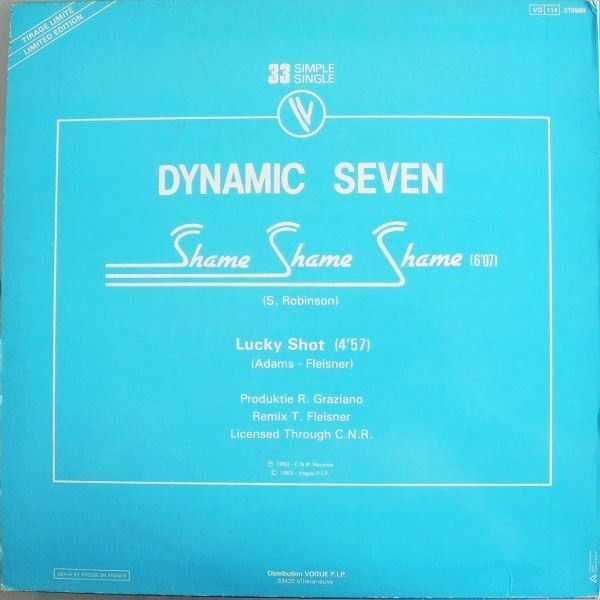 TIRAGE LIMITE
LIMITED EDITION
VG 114 310980
33 SIMPLE
SINGLE
DYNAMIC SEVEN
Shame Shame Shame (6'07)
(S. Robinson)
Lucky Shot (4'57)
(Adams - Fleisner)
Produktie R. Graziano
Remix T. Fleisner
Licensed Through C.N.R.
Ⓟ 1983 - C.N.R. Records
© 1983 - Vogue P.I.P.
GRAVE ET PRESSE EN FRANCE
Distribution VOGUE P.I.P.
93430 Villetaneuse